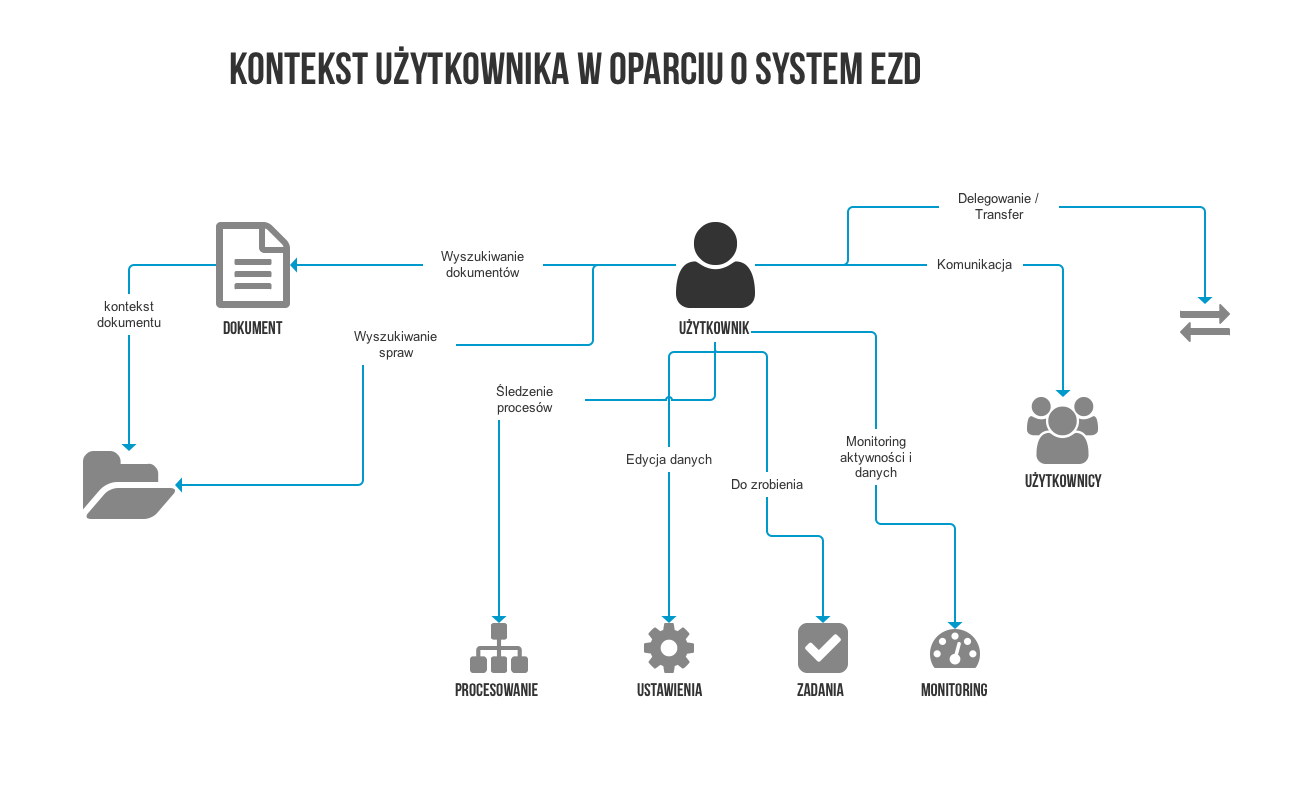 KONTEKST UŻYTKOWNIKA W OPARCIU O SYSTEM EZD
Delegowanie /
Transfer
Wyszukiwanie
dokumentów
Komunikacja
kontekst
dokumentu
DOKUMENT
UŻYTKOWNIK
Wyszukiwanie
spraw
Śledzenie
procesów
Edycja danych
Do zrobienia
Monitoring
aktywności i
danych
UŻYTKOWNICY
PROCESOWANIE
USTAWIENIA
ZADANIA
MONITORING